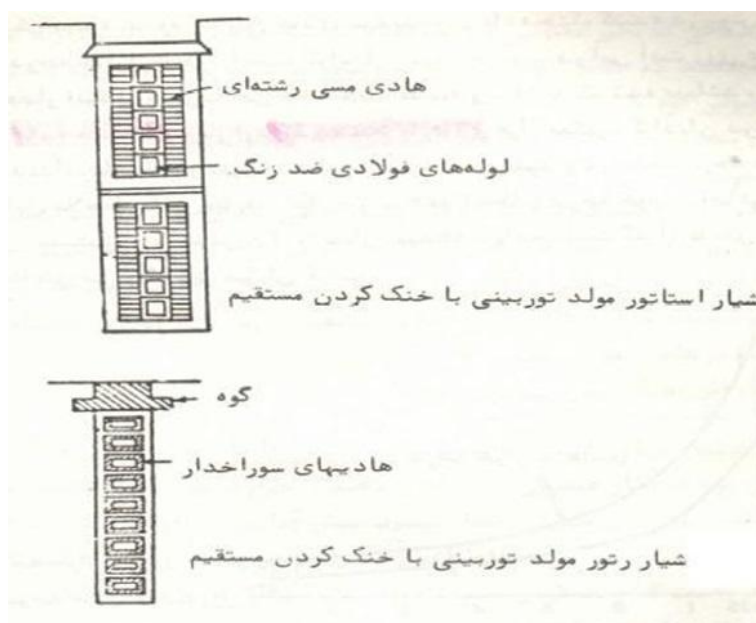 هادی مسی رشته‌ای
لوله‌های فولادی ضد زنگ
شیار استاتور مولد توربینی با خنک کردن مستقیم
گوه
هادیهای سوراخدار
شیار رتور مولد توربینی با خنک کردن مستقیم